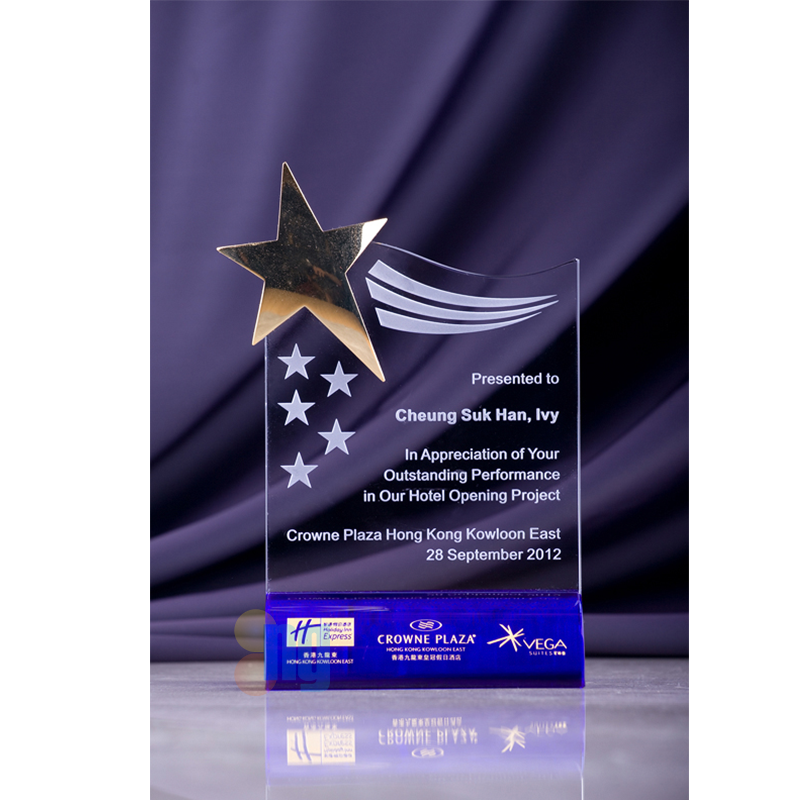 Presented to
Cheung Suk Han, Ivy
In Appreciation of Your
Outstanding Performance
in Our Hotel Opening Project
Crowne Plaza Hong Kong Kowloon East
28 September 2012
Holiday Inn
Express
香港九龍東
HONG KONG KOWLOON EAST
CROWNE PLAZA
HONG KONG KOWLOON EAST
香港九龍東皇冠假日酒店
VEGA
SUITES